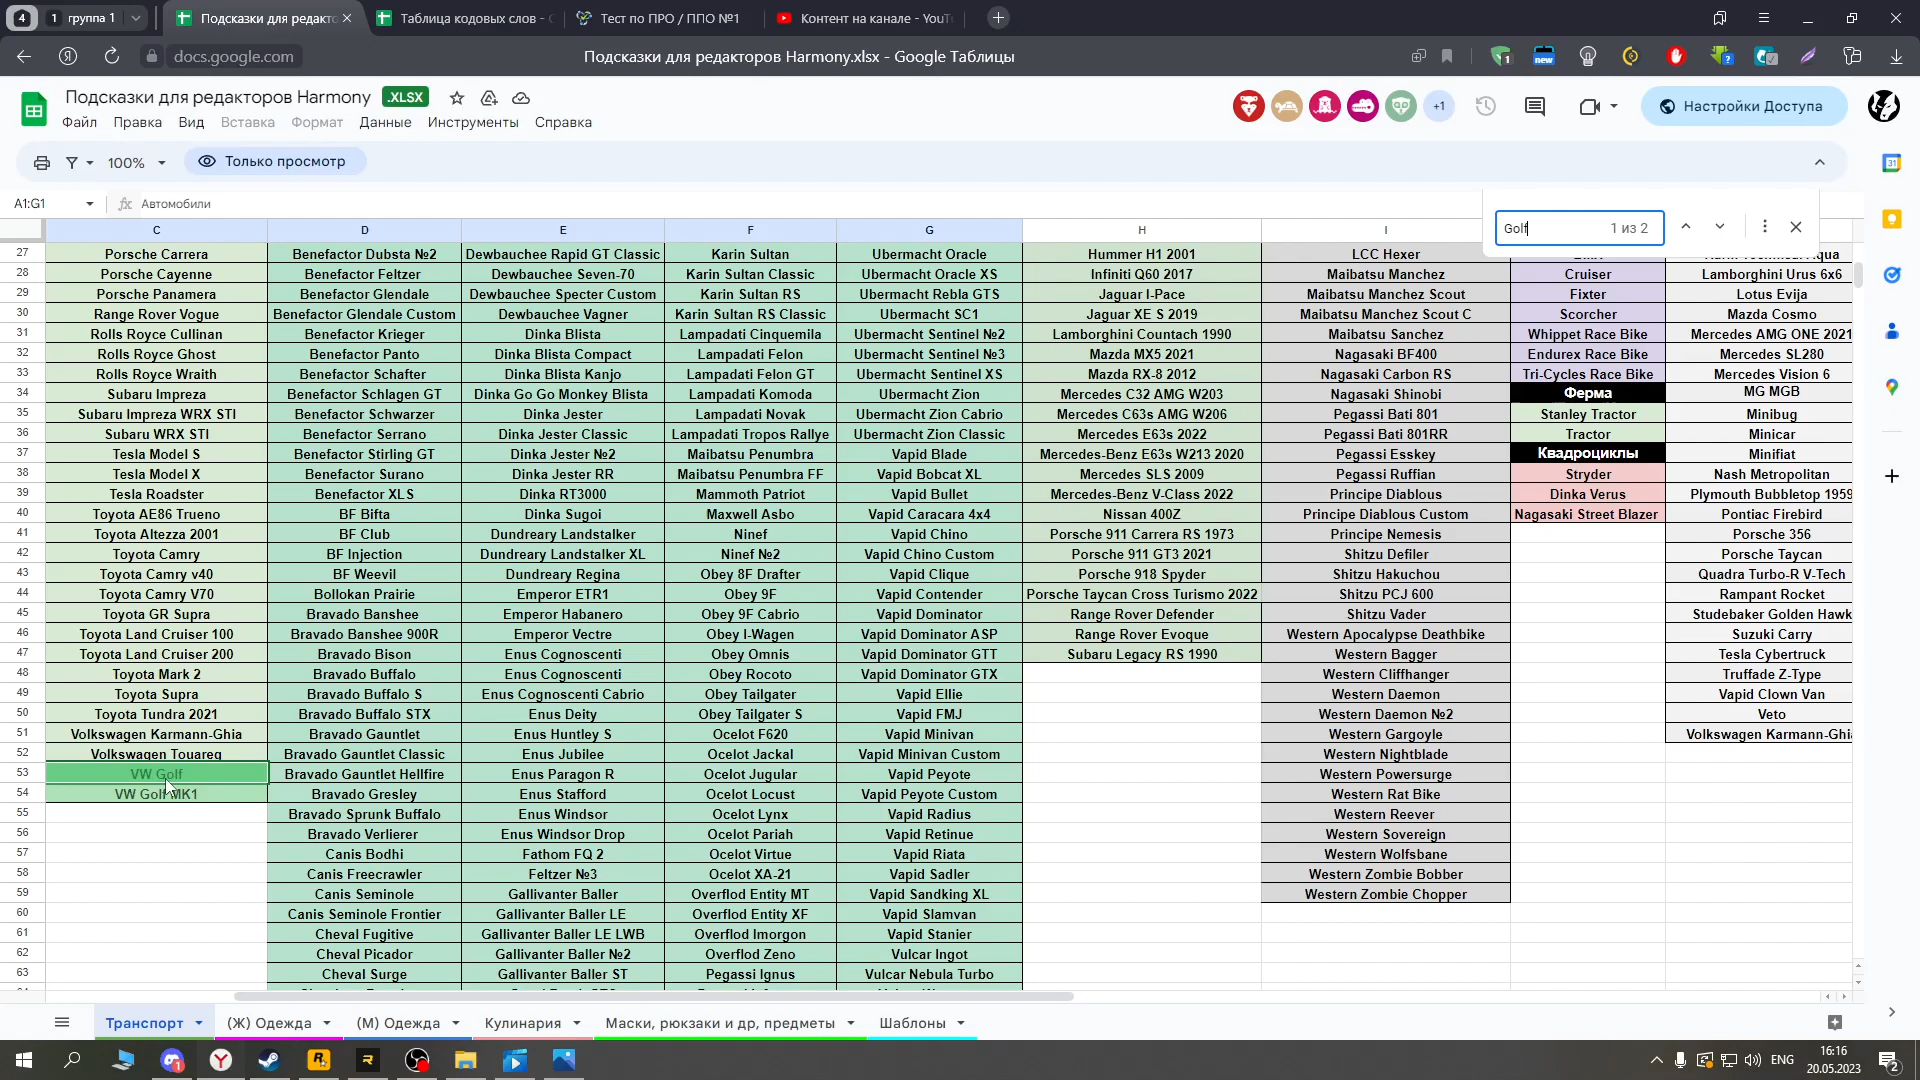 4 1 группа 1 Подсказки для редакто Таблица кодовых слов - Тест по ПРО / ППО №1 Контент на канале - YouT
docs.google.com Подсказки для редакторов Harmony.xlsx - Google Таблицы
Подсказки для редакторов Harmony .XLSX +1 Настройки Доступа
Файл Правка Вид Вставка Формат Данные Инструменты Справка
100% Только просмотр
A1:G1 fx Автомобили
Golf 1 из 2
C D E F G H I
27 Porsche Carrera Benefactor Dubsta №2 Dewbauchee Rapid GT Classic Karin Sultan Ubermacht Oracle Hummer H1 2001 LCC Hexer
28 Porsche Cayenne Benefactor Feltzer Dewbauchee Seven-70 Karin Sultan Classic Ubermacht Oracle XS Infiniti Q60 2017 Maibatsu Manchez Cruiser Lamborghini Urus 6x6
29 Porsche Panamera Benefactor Glendale Dewbauchee Specter Custom Karin Sultan RS Ubermacht Rebla GTS Jaguar I-Pace Maibatsu Manchez Scout Fixter Lotus Evija
30 Range Rover Vogue Benefactor Glendale Custom Dewbauchee Vagner Karin Sultan RS Classic Ubermacht SC1 Jaguar XE S 2019 Maibatsu Manchez Scout C Scorcher Mazda Cosmo
31 Rolls Royce Cullinan Benefactor Krieger Dinka Blista Lampadati Cinquemila Ubermacht Sentinel №2 Lamborghini Countach 1990 Maibatsu Sanchez Whippet Race Bike Mercedes AMG ONE 2021
32 Rolls Royce Ghost Benefactor Panto Dinka Blista Compact Lampadati Felon Ubermacht Sentinel №3 Mazda MX5 2021 Nagasaki BF400 Endurex Race Bike Mercedes SL280
33 Rolls Royce Wraith Benefactor Schafter Dinka Blista Kanjo Lampadati Felon GT Ubermacht Sentinel XS Mazda RX-8 2012 Nagasaki Carbon RS Tri-Cycles Race Bike Mercedes Vision 6
34 Subaru Impreza Benefactor Schlagen GT Dinka Go Go Monkey Blista Lampadati Komoda Ubermacht Zion Mercedes C32 AMG W203 Nagasaki Shinobi Ферма MG MGB
35 Subaru Impreza WRX STI Benefactor Schwarzer Dinka Jester Lampadati Novak Ubermacht Zion Cabrio Mercedes C63s AMG W206 Pegassi Bati 801 Stanley Tractor Minibug
36 Subaru WRX STI Benefactor Serrano Dinka Jester Classic Lampadati Tropos Rallye Ubermacht Zion Classic Mercedes E63s 2022 Pegassi Bati 801RR Tractor Minicar
37 Tesla Model S Benefactor Stirling GT Dinka Jester №2 Maibatsu Penumbra Vapid Blade Mercedes-Benz E63s W213 2020 Pegassi Esskey Квадроциклы Minifiat
38 Tesla Model X Benefactor Surano Dinka Jester RR Maibatsu Penumbra FF Vapid Bobcat XL Mercedes SLS 2009 Pegassi Ruffian Stryder Nash Metropolitan
39 Tesla Roadster Benefactor XLS Dinka RT3000 Mammoth Patriot Vapid Bullet Mercedes-Benz V-Class 2022 Principe Diablous Dinka Verus Plymouth Bubbletop 1959
40 Toyota AE86 Trueno BF Bifta Dinka Sugoi Maxwell Asbo Vapid Caracara 4x4 Nissan 400Z Principe Diablous Custom Nagasaki Street Blazer Pontiac Firebird
41 Toyota Altezza 2001 BF Club Dundreary Landstalker Ninef Vapid Chino Porsche 911 Carrera RS 1973 Principe Nemesis Porsche 356
42 Toyota Camry BF Injection Dundreary Landstalker XL Ninef №2 Vapid Chino Custom Porsche 911 GT3 2021 Shitzu Defiler Porsche Taycan
43 Toyota Camry v40 BF Weevil Dundreary Regina Obey 8F Drafter Vapid Clique Porsche 918 Spyder Shitzu Hakuchou Quadra Turbo-R V-Tech
44 Toyota Camry V70 Bollokan Prairie Emperor ETR1 Obey 9F Vapid Contender Porsche Taycan Cross Turismo 2022 Shitzu PCJ 600 Rampant Rocket
45 Toyota GR Supra Bravado Banshee Emperor Habanero Obey 9F Cabrio Vapid Dominator Range Rover Defender Shitzu Vader Studebaker Golden Hawk
46 Toyota Land Cruiser 100 Bravado Banshee 900R Emperor Vectre Obey I-Wagen Vapid Dominator ASP Range Rover Evoque Western Apocalypse Deathbike Suzuki Carry
47 Toyota Land Cruiser 200 Bravado Bison Enus Cognoscenti Obey Omnis Vapid Dominator GTT Subaru Legacy RS 1990 Western Bagger Tesla Cybertruck
48 Toyota Mark 2 Bravado Buffalo Enus Cognoscenti Obey Rocoto Vapid Dominator GTX Western Cliffhanger Truffade Z-Type
49 Toyota Supra Bravado Buffalo S Enus Cognoscenti Cabrio Obey Tailgater Vapid Ellie Western Daemon Vapid Clown Van
50 Toyota Tundra 2021 Bravado Buffalo STX Enus Deity Obey Tailgater S Vapid FMJ Western Daemon №2 Veto
51 Volkswagen Karmann-Ghia Bravado Gauntlet Enus Huntley S Ocelot F620 Vapid Minivan Western Gargoyle Volkswagen Karmann-Ghia
52 Volkswagen Touareg Bravado Gauntlet Classic Enus Jubilee Ocelot Jackal Vapid Minivan Custom Western Nightblade
53 VW Golf Bravado Gauntlet Hellfire Enus Paragon R Ocelot Jugular Vapid Peyote Western Powersurge
54 VW Golf MK1 Bravado Gresley Enus Stafford Ocelot Locust Vapid Peyote Custom Western Rat Bike
55 Bravado Sprunk Buffalo Enus Windsor Ocelot Lynx Vapid Radius Western Reever
56 Bravado Verlierer Enus Windsor Drop Ocelot Pariah Vapid Retinue Western Sovereign
57 Canis Bodhi Fathom FQ 2 Ocelot Virtue Vapid Riata Western Wolfsbane
58 Canis Freecrawler Feltzer №3 Ocelot XA-21 Vapid Sadler Western Zombie Bobber
59 Canis Seminole Gallivanter Baller Overflod Entity MT Vapid Sandking XL Western Zombie Chopper
60 Canis Seminole Frontier Gallivanter Baller LE Overflod Entity XF Vapid Slamvan
61 Cheval Fugitive Gallivanter Baller LE LWB Overflod Imorgon Vapid Stanier
62 Cheval Picador Gallivanter Baller №2 Overflod Zeno Vulcar Ingot
63 Cheval Surge Gallivanter Baller ST Pegassi Ignus Vulcar Nebula Turbo
Транспорт (Ж) Одежда (М) Одежда Кулинария Маски, рюкзаки и др, предметы Шаблоны
ENG 16:16
20.05.2023 2